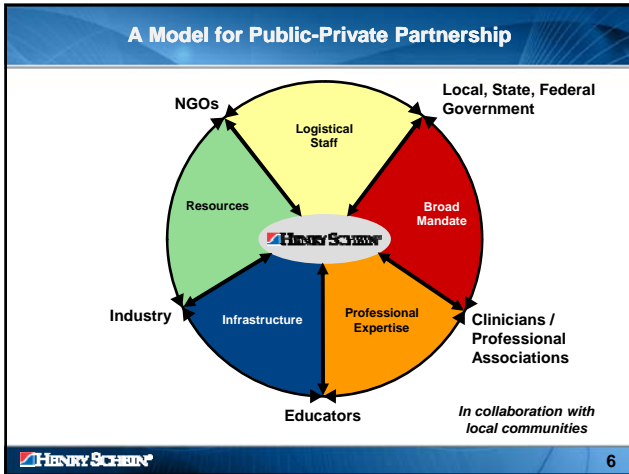 A Model for Public-Private Partnership
NGOs
Local, State, Federal
Government
Logistical
Staff
Resources
Broad
Mandate
HENRY SCHEIN®
Industry
Infrastructure
Professional
Expertise
Clinicians /
Professional
Associations
Educators
In collaboration with
local communities
HENRY SCHEIN®
6